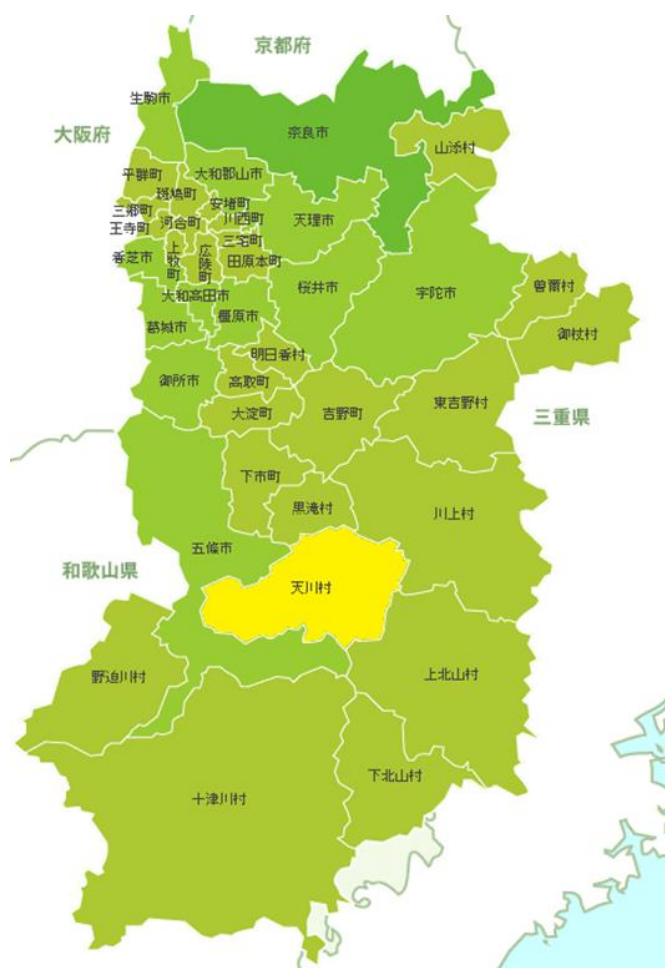 京都府
生駒市
大阪府
奈良市
山添村
平群町
大和郡山市
斑鳩町
安堵町
三郷町
河合町
川西町
天理市
王寺町
三宅町
香芝市
上牧町
広陵町
田原本町
桜井市
宇陀市
曽爾村
大和高田市
橿原市
葛城市
御杖村
明日香村
御所市
高取町
大淀町
吉野町
東吉野村
三重県
下市町
黒滝村
川上村
五條市
和歌山県
天川村
野迫川村
上北山村
下北山村
十津川村